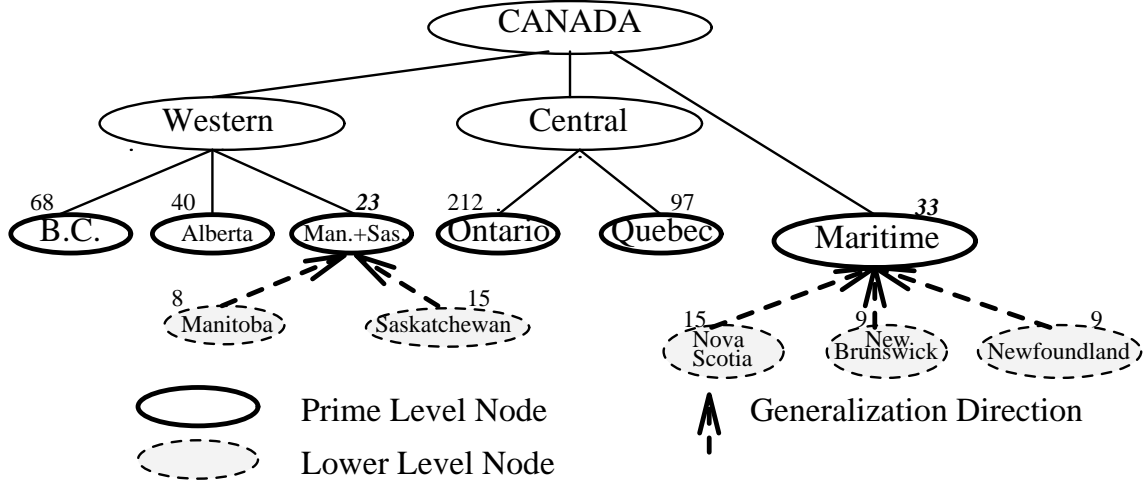 CANADA
Western
Central
68
40
23
212
97
33
B.C.
Alberta
Man.+Sas.
Ontario
Quebec
Maritime
8
15
Manitoba
Saskatchewan
15
9
9
Nova
Scotia
New
Brunswick
Newfoundland
Prime Level Node
Generalization Direction
Lower Level Node